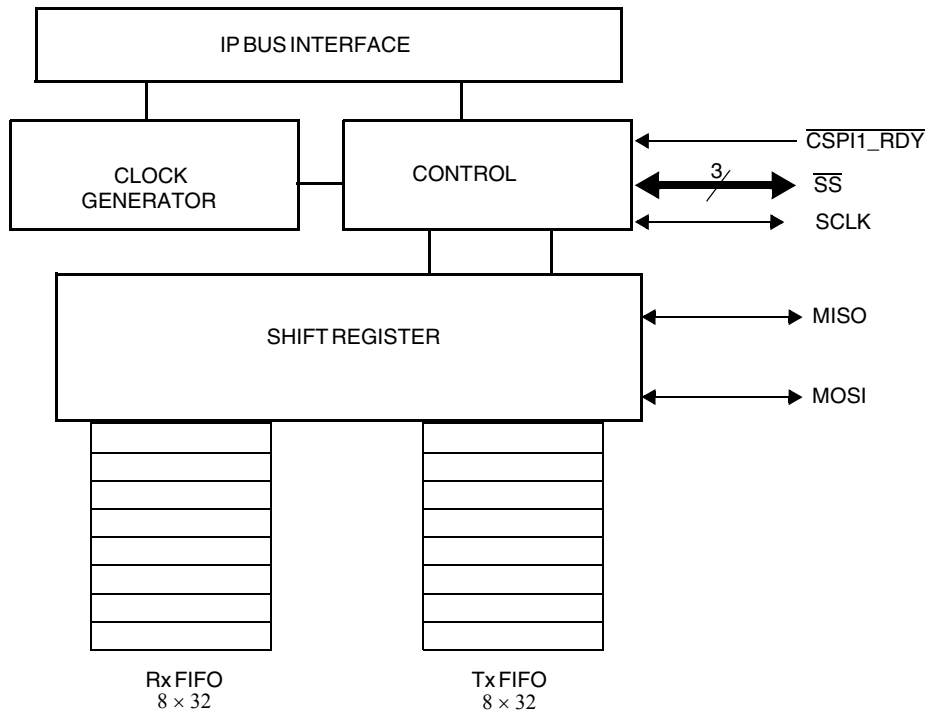 IP BUS INTERFACE
CLOCK
GENERATOR
CONTROL
CSPI1_RDY
3
SS
SCLK
SHIFT REGISTER
MISO
MOSI
Rx FIFO
8 × 32
Tx FIFO
8 × 32